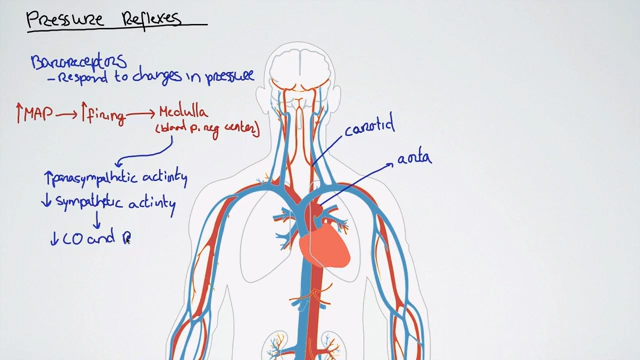 Pressure Reflexes
Baroreceptors
- Respond to changes in pressure
↑MAP → ↑firing → Medulla
(blood p. reg center)
↑parasympathetic activity
↓ sympathetic activity
↓ CO and
carotid
aorta